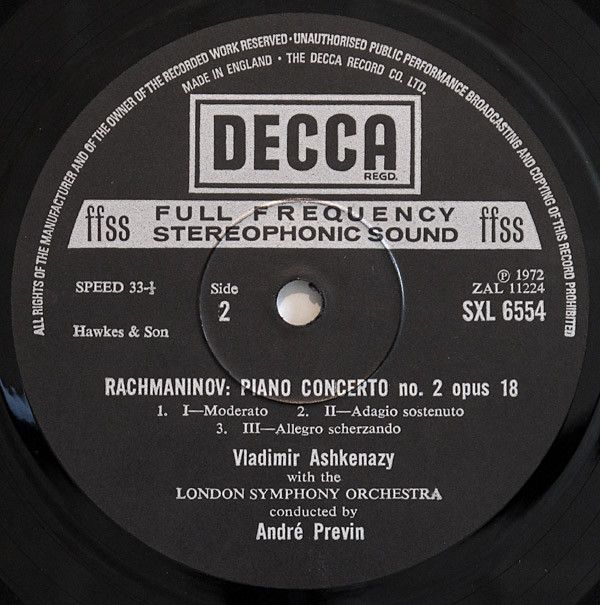 ALL RIGHTS OF THE MANUFACTURER AND OF THE OWNER OF THE RECORDED WORK RESERVED · UNAUTHORISED PUBLIC PERFORMANCE BROADCASTING AND COPYING OF THIS RECORD PROHIBITED
MADE IN ENGLAND · THE DECCA RECORD CO. LTD.
DECCA
REGD.
ffss FULL FREQUENCY ffss
STEREOPHONIC SOUND
SPEED 33-⅓ Side ℗ 1972
2 ZAL 11224
Hawkes & Son SXL 6554
RACHMANINOV: PIANO CONCERTO no. 2 opus 18
1. I—Moderato 2. II—Adagio sostenuto
3. III—Allegro scherzando
Vladimir Ashkenazy
with the
LONDON SYMPHONY ORCHESTRA
conducted by
André Previn